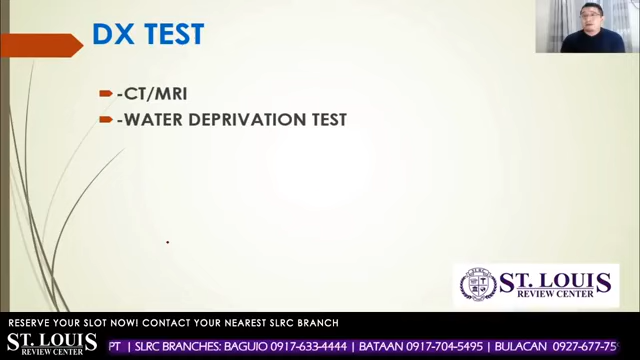 DX TEST
-CT/MRI
-WATER DEPRIVATION TEST
ST. LOUIS
REVIEW CENTER
RESERVE YOUR SLOT NOW! CONTACT YOUR NEAREST SLRC BRANCH
ST. LOUIS
REVIEW CENTER
PT | SLRC BRANCHES: BAGUIO 0917-633-4444 | BATAAN 0917-704-5495 | BULACAN 0927-677-75